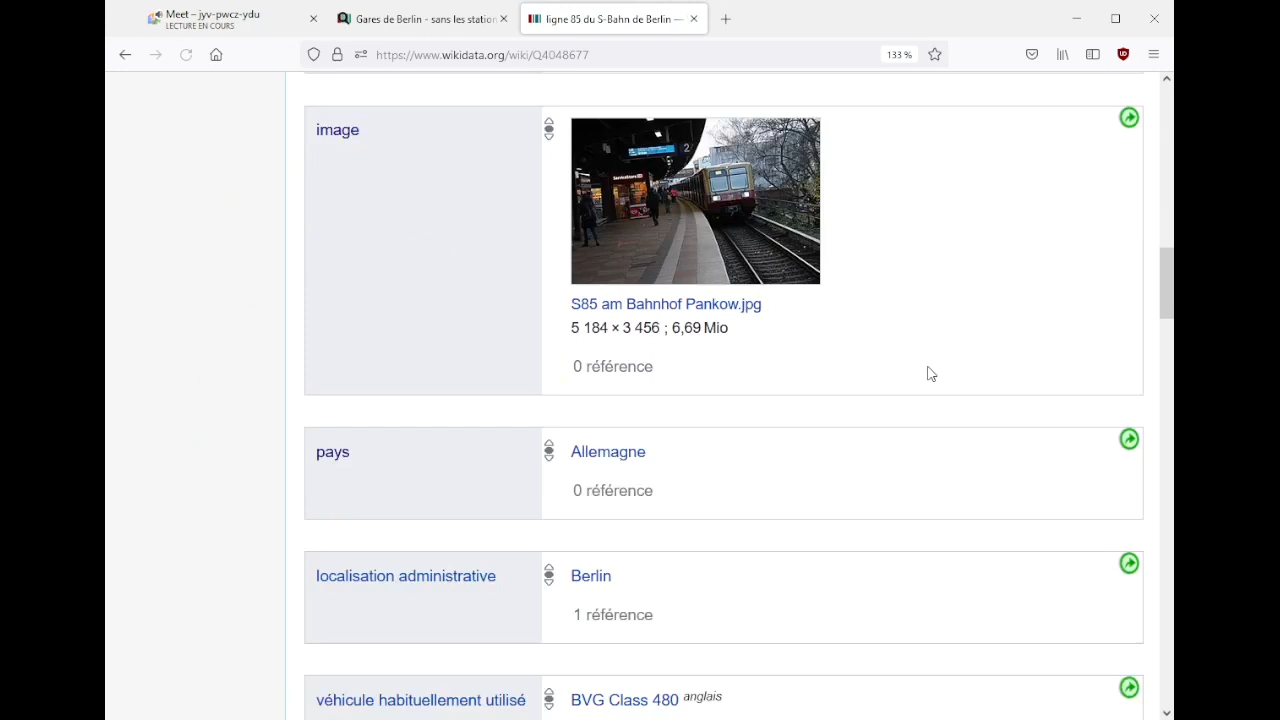 Meet – jyv-pwcz-ydu
LECTURE EN COURS
Gares de Berlin - sans les station
ligne 85 du S-Bahn de Berlin —
https://www.wikidata.org/wiki/Q4048677
133 %
image
2
S85 am Bahnhof Pankow.jpg
5 184 × 3 456 ; 6,69 Mio
0 référence
pays
Allemagne
0 référence
localisation administrative
Berlin
1 référence
véhicule habituellement utilisé
BVG Class 480 anglais